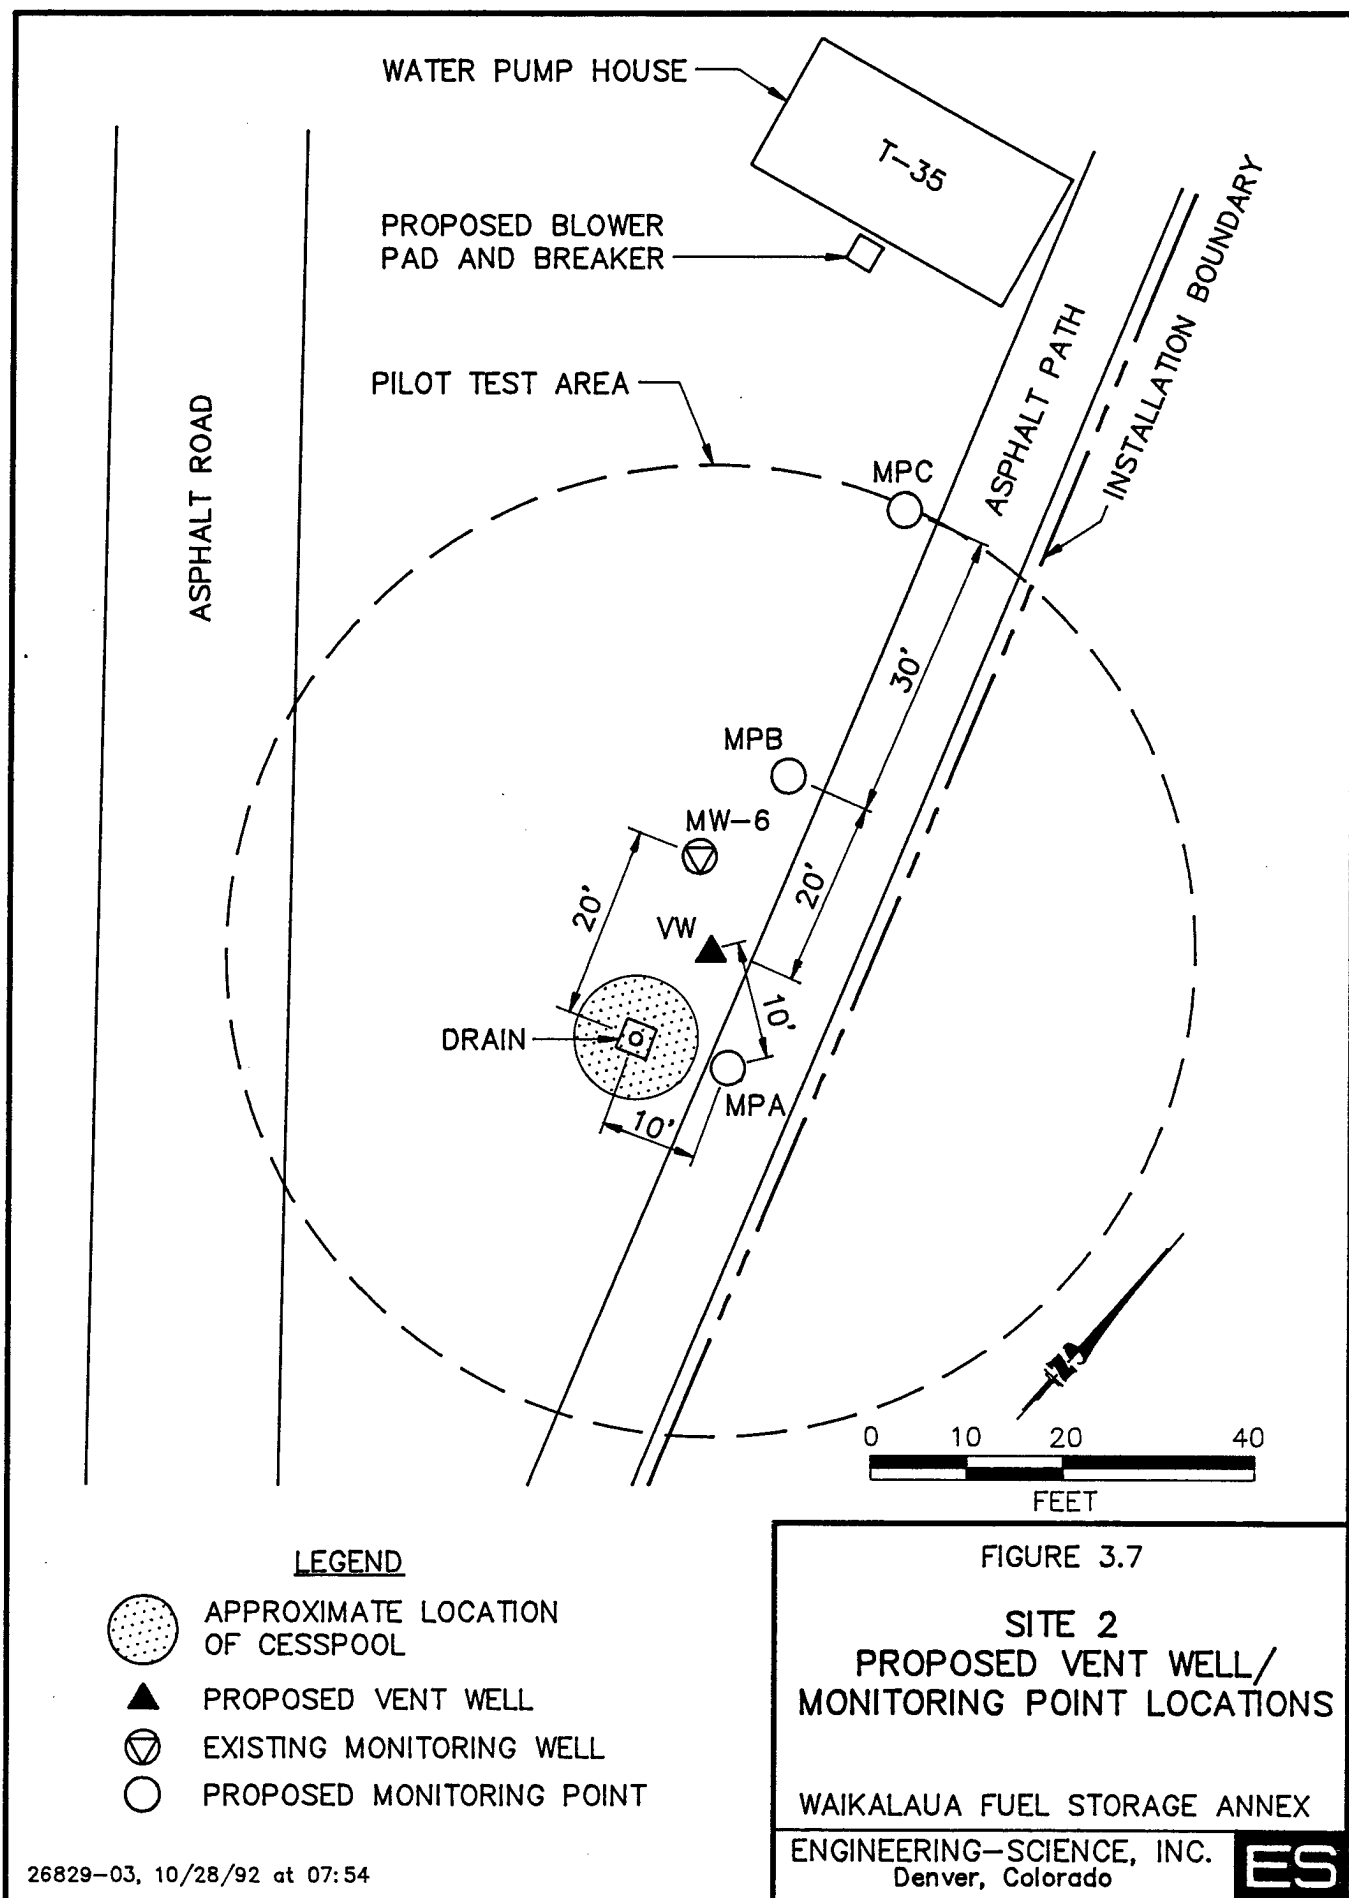 WATER PUMP HOUSE
T-35
PROPOSED BLOWER
PAD AND BREAKER
INSTALLATION BOUNDARY
ASPHALT PATH
PILOT TEST AREA
ASPHALT ROAD
MPC
30'
MPB
MW-6
20'
20'
VW
10'
DRAIN
MPA
10'
N
0 10 20 40
FEET
LEGEND
APPROXIMATE LOCATION
OF CESSPOOL
PROPOSED VENT WELL
EXISTING MONITORING WELL
PROPOSED MONITORING POINT
FIGURE 3.7
SITE 2
PROPOSED VENT WELL/
MONITORING POINT LOCATIONS
WAIKALAUA FUEL STORAGE ANNEX
ENGINEERING-SCIENCE, INC.
Denver, Colorado
ES
26829-03, 10/28/92 at 07:54